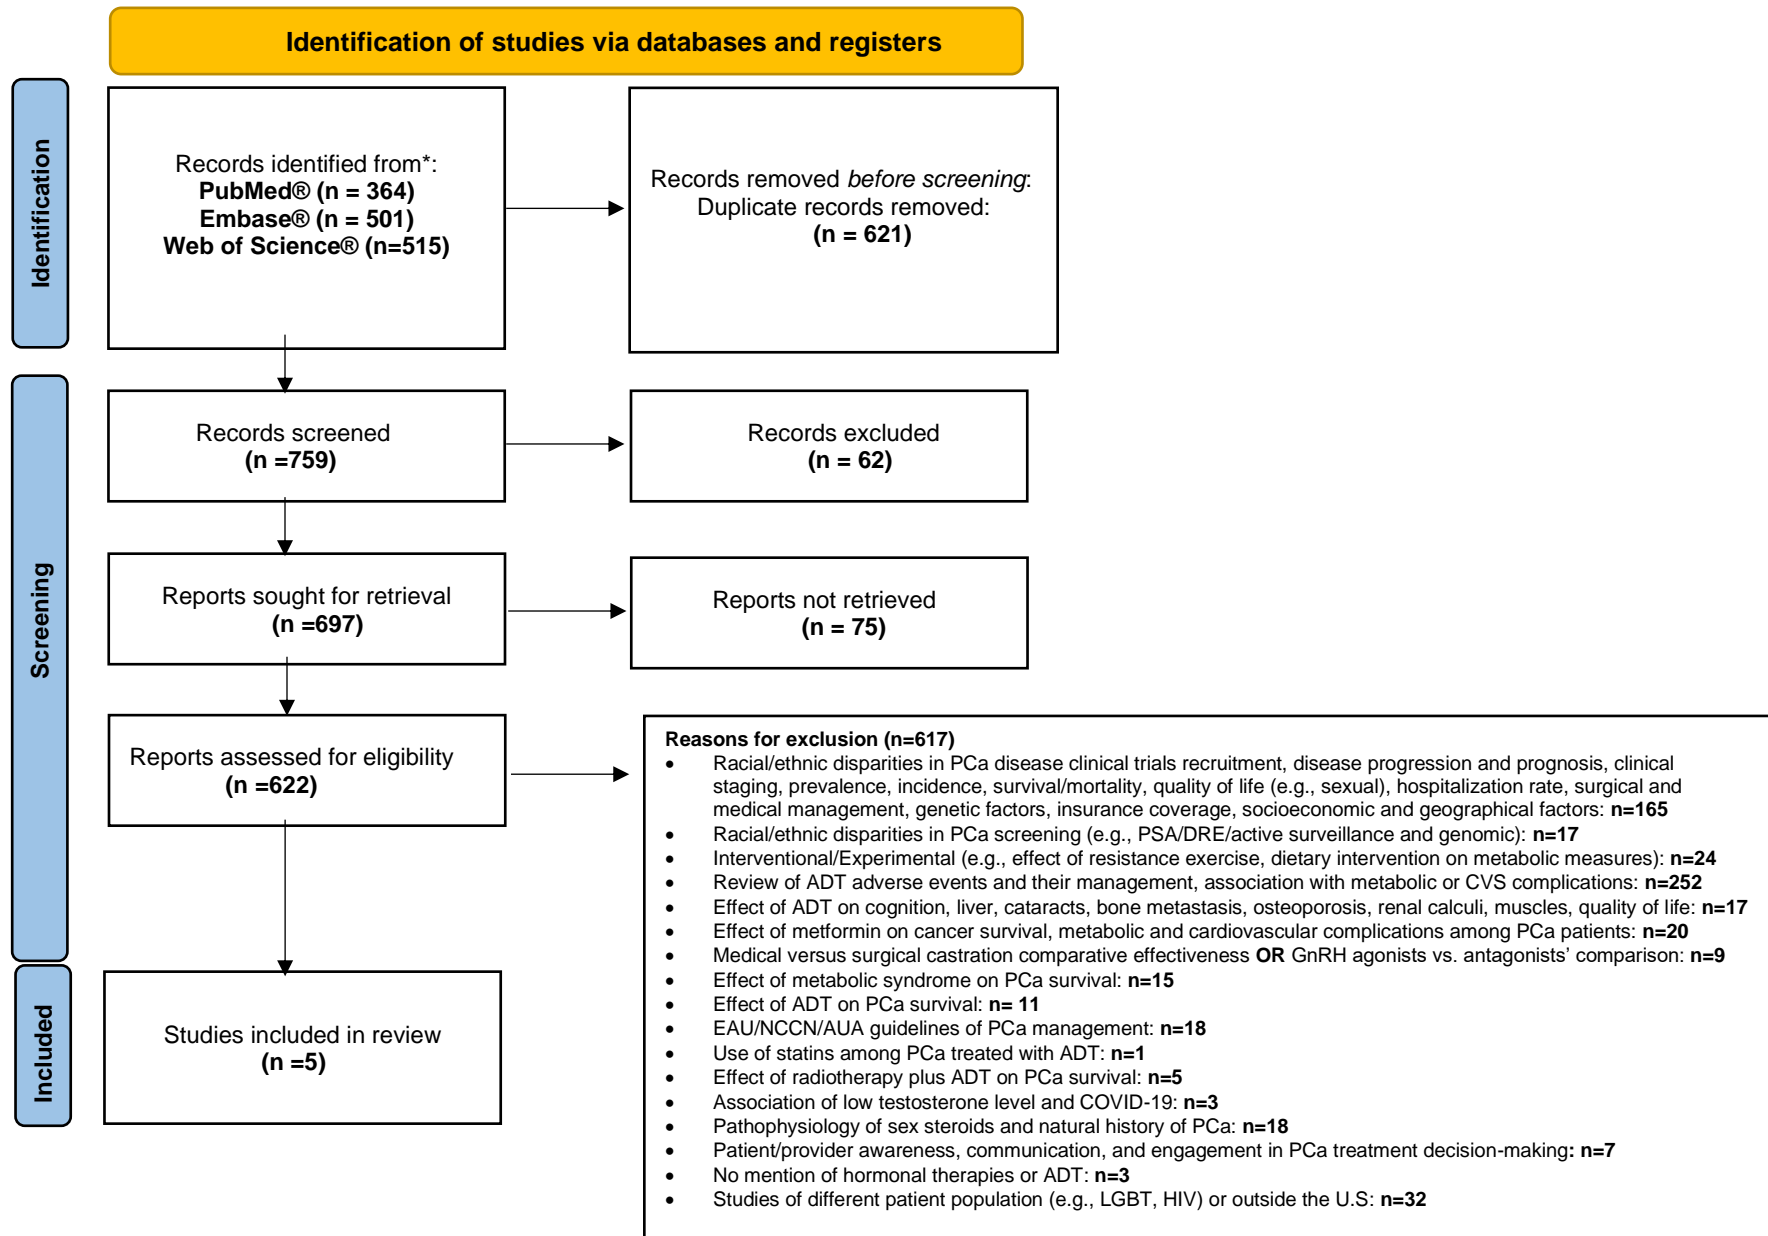 Identification of studies via databases and registers
Identification
Records identified from*:
PubMed® (n = 364)
Embase® (n = 501)
Web of Science® (n=515)
Records removed before screening:
Duplicate records removed:
(n = 621)
Screening
Records screened
(n =759)
Records excluded
(n = 62)
Reports sought for retrieval
(n =697)
Reports not retrieved
(n = 75)
Reports assessed for eligibility
(n =622)
Reasons for exclusion (n=617)
• Racial/ethnic disparities in PCa disease clinical trials recruitment, disease progression and prognosis, clinical
staging, prevalence, incidence, survival/mortality, quality of life (e.g., sexual), hospitalization rate, surgical and
medical management, genetic factors, insurance coverage, socioeconomic and geographical factors: n=165
• Racial/ethnic disparities in PCa screening (e.g., PSA/DRE/active surveillance and genomic): n=17
• Interventional/Experimental (e.g., effect of resistance exercise, dietary intervention on metabolic measures): n=24
• Review of ADT adverse events and their management, association with metabolic or CVS complications: n=252
• Effect of ADT on cognition, liver, cataracts, bone metastasis, osteoporosis, renal calculi, muscles, quality of life: n=17
• Effect of metformin on cancer survival, metabolic and cardiovascular complications among PCa patients: n=20
• Medical versus surgical castration comparative effectiveness OR GnRH agonists vs. antagonists' comparison: n=9
• Effect of metabolic syndrome on PCa survival: n=15
• Effect of ADT on PCa survival: n= 11
• EAU/NCCN/AUA guidelines of PCa management: n=18
• Use of statins among PCa treated with ADT: n=1
• Effect of radiotherapy plus ADT on PCa survival: n=5
• Association of low testosterone level and COVID-19: n=3
• Pathophysiology of sex steroids and natural history of PCa: n=18
• Patient/provider awareness, communication, and engagement in PCa treatment decision-making: n=7
• No mention of hormonal therapies or ADT: n=3
• Studies of different patient population (e.g., LGBT, HIV) or outside the U.S: n=32
Included
Studies included in review
(n =5)